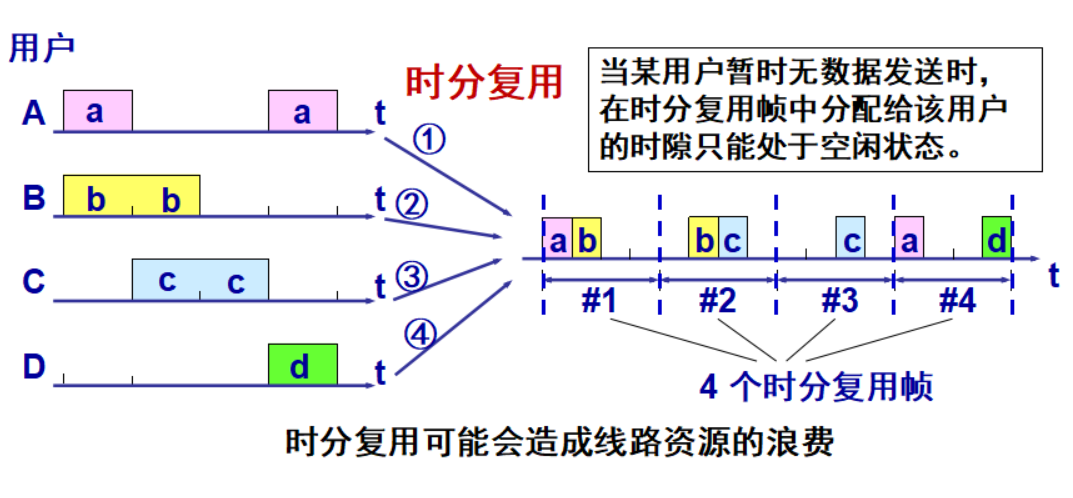 用户
时分复用
当某用户暂时无数据发送时，
在时分复用帧中分配给该用户
的时隙只能处于空闲状态。
A a a t
①
B b b t
②
C c c t
③
D d t
④
a b b c c a d
t
#1 #2 #3 #4
4 个时分复用帧
时分复用可能会造成线路资源的浪费